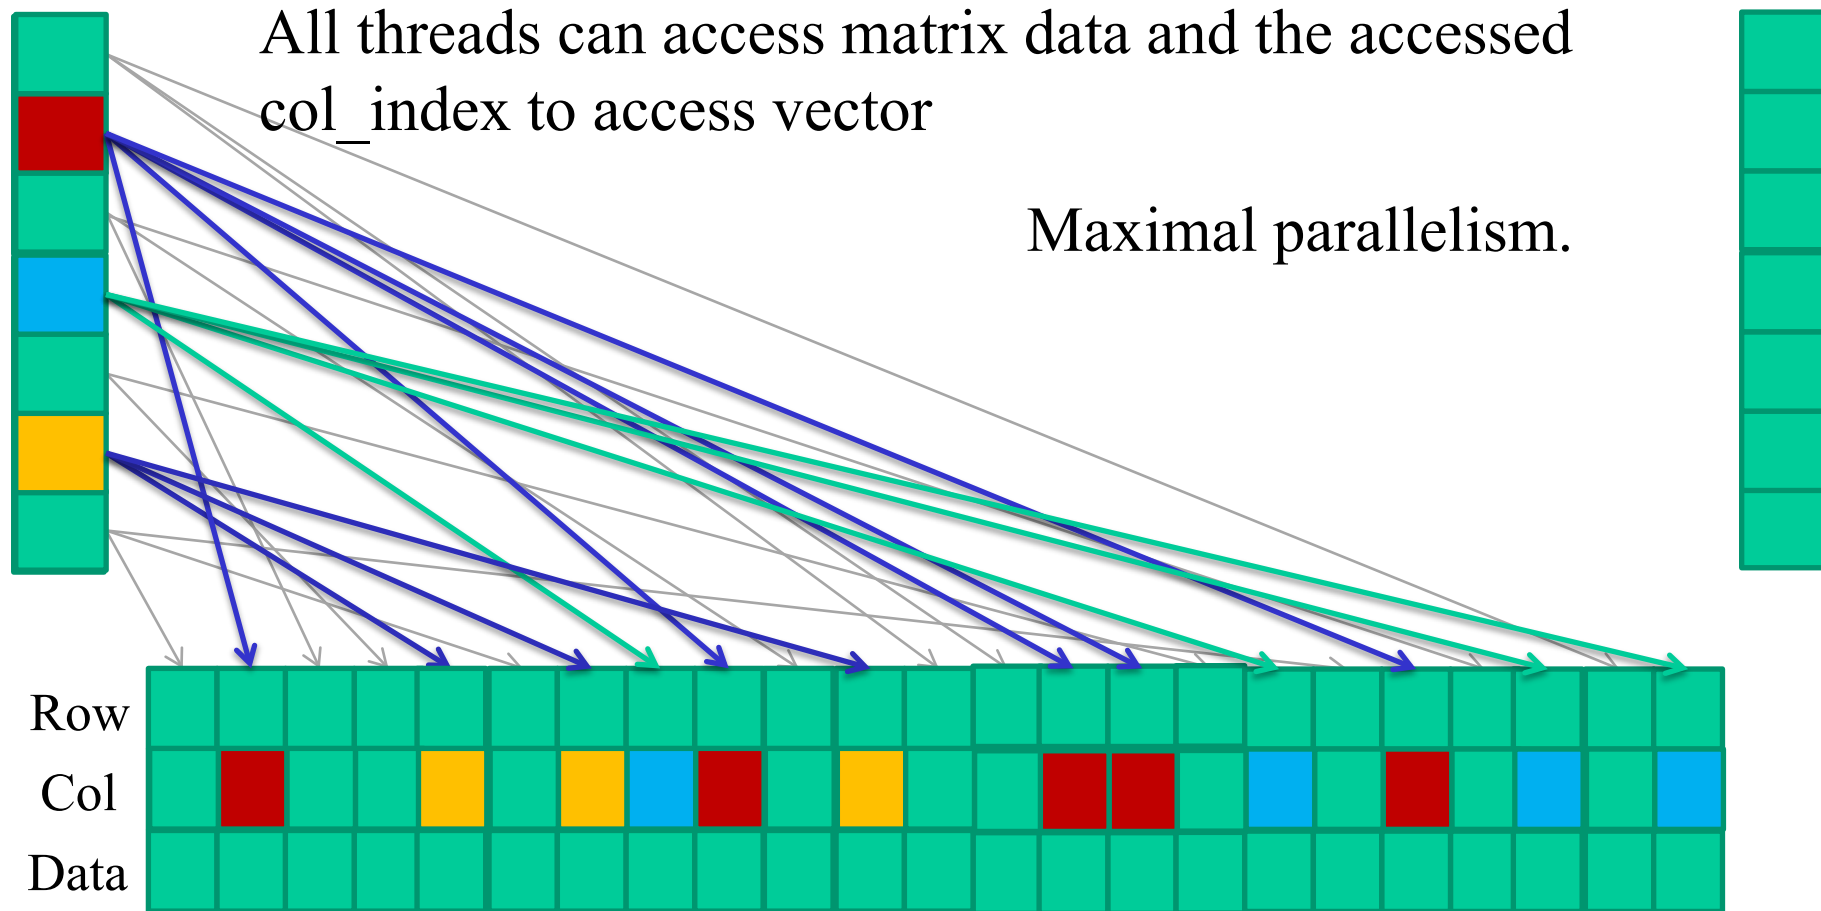 All threads can access matrix data and the accessed
col_index to access vector
Maximal parallelism.
Row
Col
Data